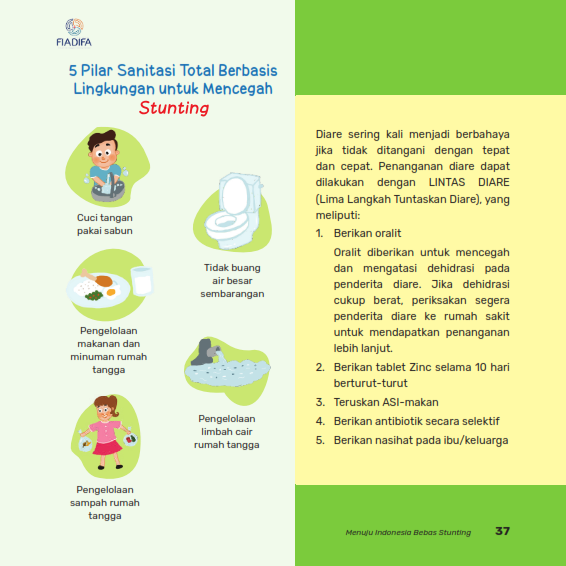 FIADIFA
5 Pilar Sanitasi Total Berbasis
Lingkungan untuk Mencegah
Stunting
Cuci tangan
pakai sabun
Tidak buang
air besar
sembarangan
Pengelolaan
makanan dan
minuman rumah
tangga
Pengelolaan
limbah cair
rumah tangga
Pengelolaan
sampah rumah
tangga
Diare sering kali menjadi berbahaya
jika tidak ditangani dengan tepat
dan cepat. Penanganan diare dapat
dilakukan dengan LINTAS DIARE
(Lima Langkah Tuntaskan Diare), yang
meliputi:
1. Berikan oralit
Oralit diberikan untuk mencegah
dan mengatasi dehidrasi pada
penderita diare. Jika dehidrasi
cukup berat, periksakan segera
penderita diare ke rumah sakit
untuk mendapatkan penanganan
lebih lanjut.
2. Berikan tablet Zinc selama 10 hari
berturut-turut
3. Teruskan ASI-makan
4. Berikan antibiotik secara selektif
5. Berikan nasihat pada ibu/keluarga
Menuju Indonesia Bebas Stunting 37